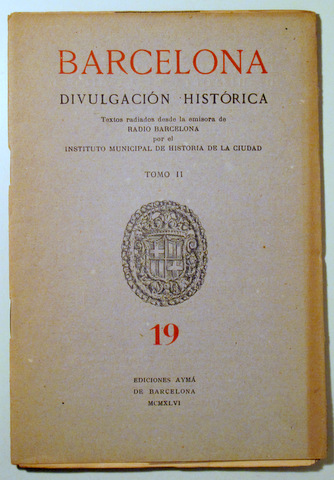 BARCELONA
DIVULGACIÓN HISTÓRICA
Textos radiados desde la emisora de
RADIO BARCELONA
por el
INSTITUTO MUNICIPAL DE HISTORIA DE LA CIUDAD
TOMO II
19
EDICIONES AYMÁ
DE BARCELONA
MCMXLVI